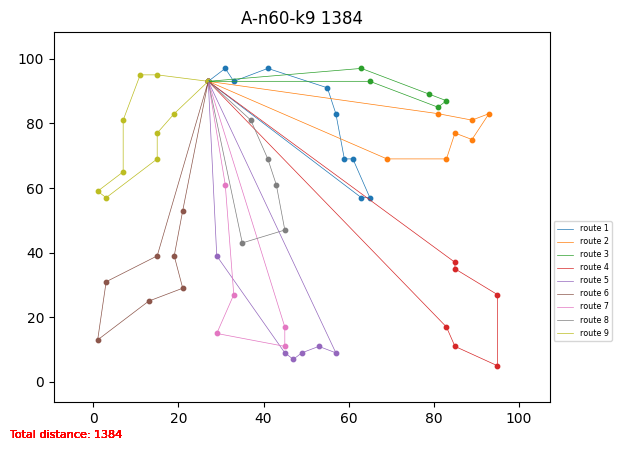 A-n60-k9 1384
100
80
60
40
20
0
0 20 40 60 80 100
route 1
route 2
route 3
route 4
route 5
route 6
route 7
route 8
route 9
Total distance: 1384